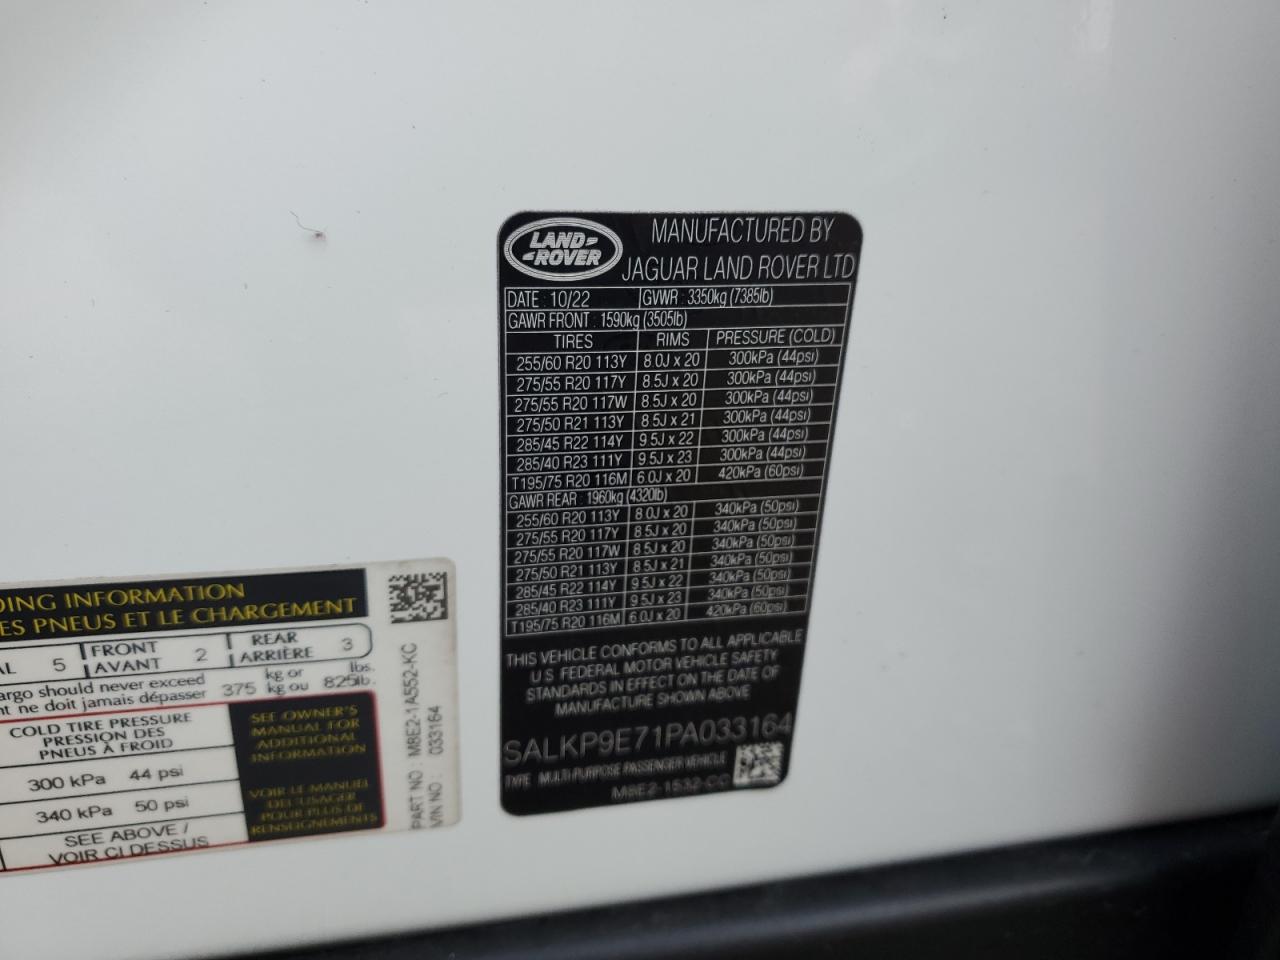 LAND-
-ROVER
MANUFACTURED BY
JAGUAR LAND ROVER LTD
DATE : 10/22 GVWR : 3350kg (7385lb)
GAWR FRONT : 1590kg (3505lb)
TIRES RIMS PRESSURE (COLD)
255/60 R20 113Y 8.0J x 20 300kPa (44psi)
275/55 R20 117Y 8.5J x 20 300kPa (44psi)
275/55 R20 117W 8.5J x 20 300kPa (44psi)
275/50 R21 113Y 8.5J x 21 300kPa (44psi)
285/45 R22 114Y 9.5J x 22 300kPa (44psi)
285/40 R23 111Y 9.5J x 23 300kPa (44psi)
T195/75 R20 116M 6.0J x 20 420kPa (60psi)
GAWR REAR : 1960kg (4320lb)
255/60 R20 113Y 8.0J x 20 340kPa (50psi)
275/55 R20 117Y 8.5J x 20 340kPa (50psi)
275/55 R20 117W 8.5J x 20 340kPa (50psi)
275/50 R21 113Y 8.5J x 21 340kPa (50psi)
285/45 R22 114Y 9.5J x 22 340kPa (50psi)
285/40 R23 111Y 9.5J x 23 340kPa (50psi)
T195/75 R20 116M 6.0J x 20 420kPa (60psi)
THIS VEHICLE CONFORMS TO ALL APPLICABLE
U.S. FEDERAL MOTOR VEHICLE SAFETY
STANDARDS IN EFFECT ON THE DATE OF
MANUFACTURE SHOWN ABOVE
SALKP9E71PA033164
TYPE : MULTI-PURPOSE PASSENGER VEHICLE
M8E2-1532-CC
DING INFORMATION
ES PNEUS ET LE CHARGEMENT
AL 5 FRONT AVANT 2 REAR ARRIÈRE 3
argo should never exceed
nt ne doit jamais dépasser 375 kg or kg ou 825 lbs. lb.
COLD TIRE PRESSURE
PRESSION DES
PNEUS À FROID
300 kPa 44 psi
340 kPa 50 psi
SEE ABOVE /
VOIR CI DESSUS
SEE OWNER'S
MANUAL FOR
ADDITIONAL
INFORMATION
VOIR LE MANUEL
DE L'USAGER
POUR PLUS DE
RENSEIGNEMENTS
PART NO : M8E2-1A552-KC
VIN NO : 033164